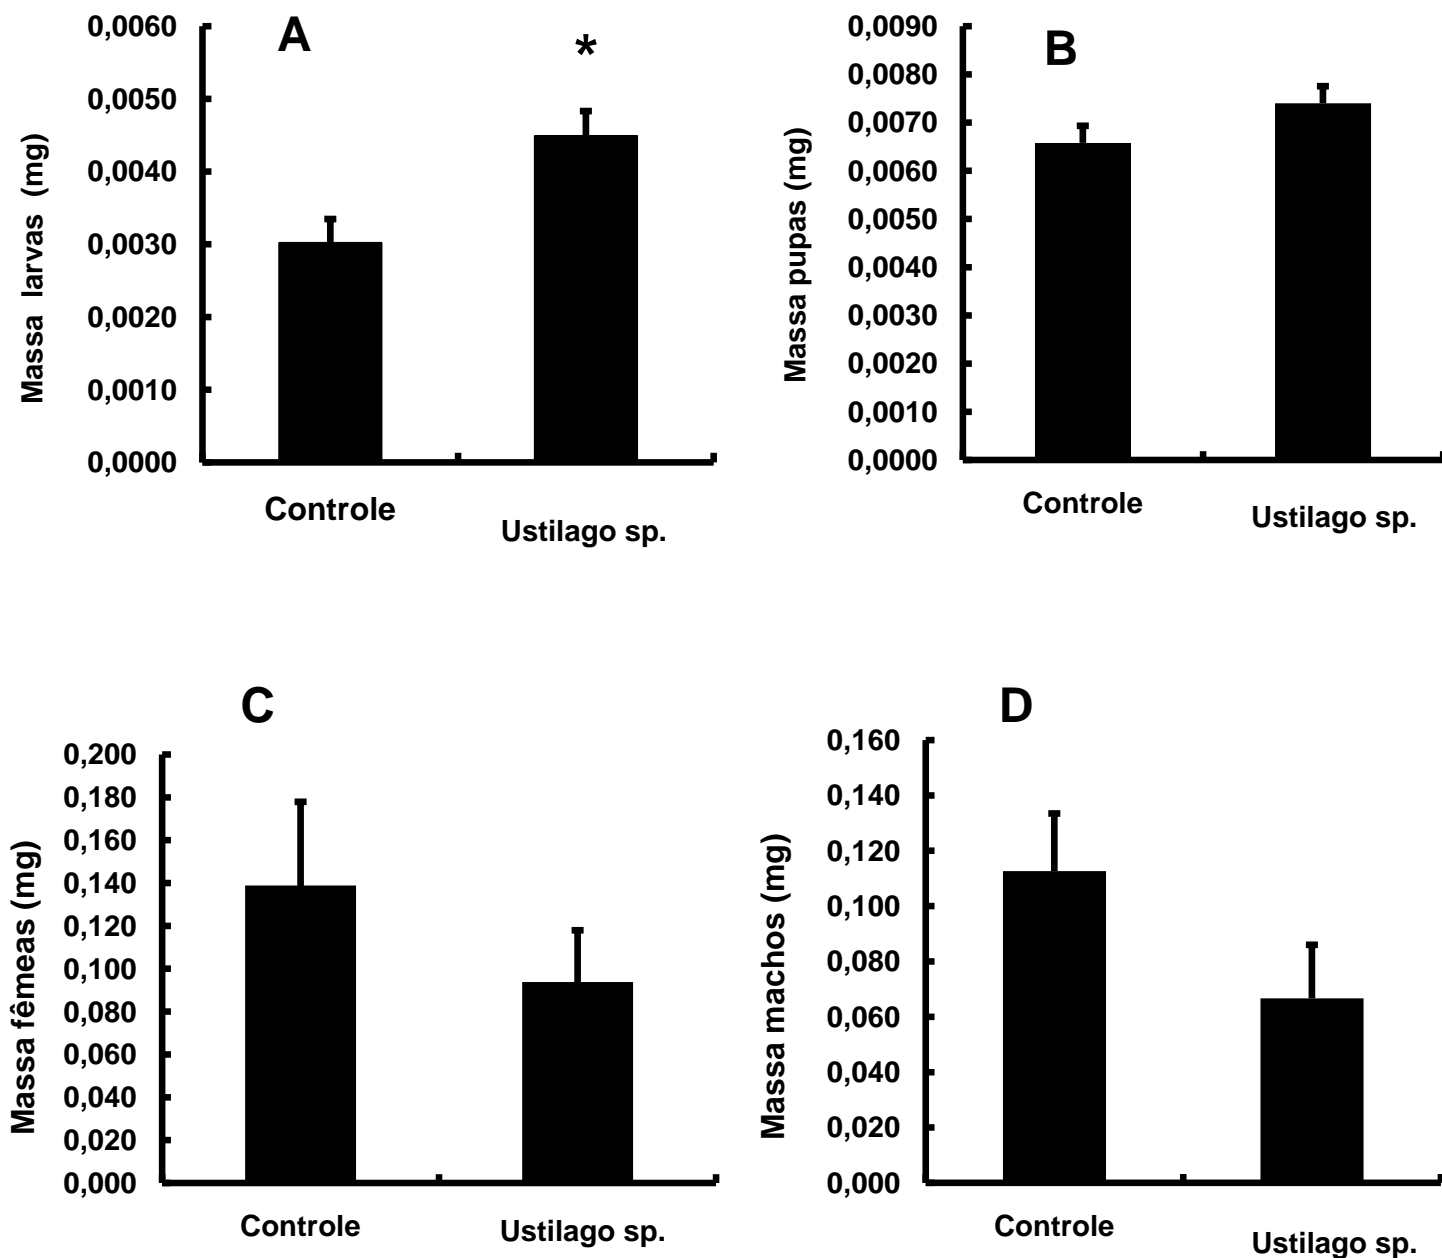 A
*
Massa larvas (mg)
0,0060
0,0050
0,0040
0,0030
0,0020
0,0010
0,0000
Controle
Ustilago sp.
B
Massa pupas (mg)
0,0090
0,0080
0,0070
0,0060
0,0050
0,0040
0,0030
0,0020
0,0010
0,0000
Controle
Ustilago sp.
C
Massa fêmeas (mg)
0,200
0,180
0,160
0,140
0,120
0,100
0,080
0,060
0,040
0,020
0,000
Controle
Ustilago sp.
D
Massa machos (mg)
0,160
0,140
0,120
0,100
0,080
0,060
0,040
0,020
0,000
Controle
Ustilago sp.